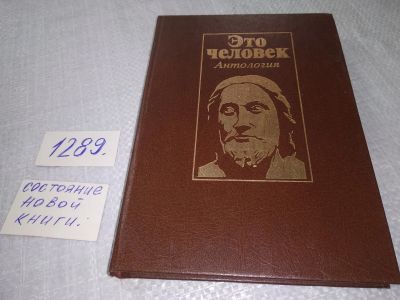 Это
человек
Антология
1289.
состояние
новой
книги.